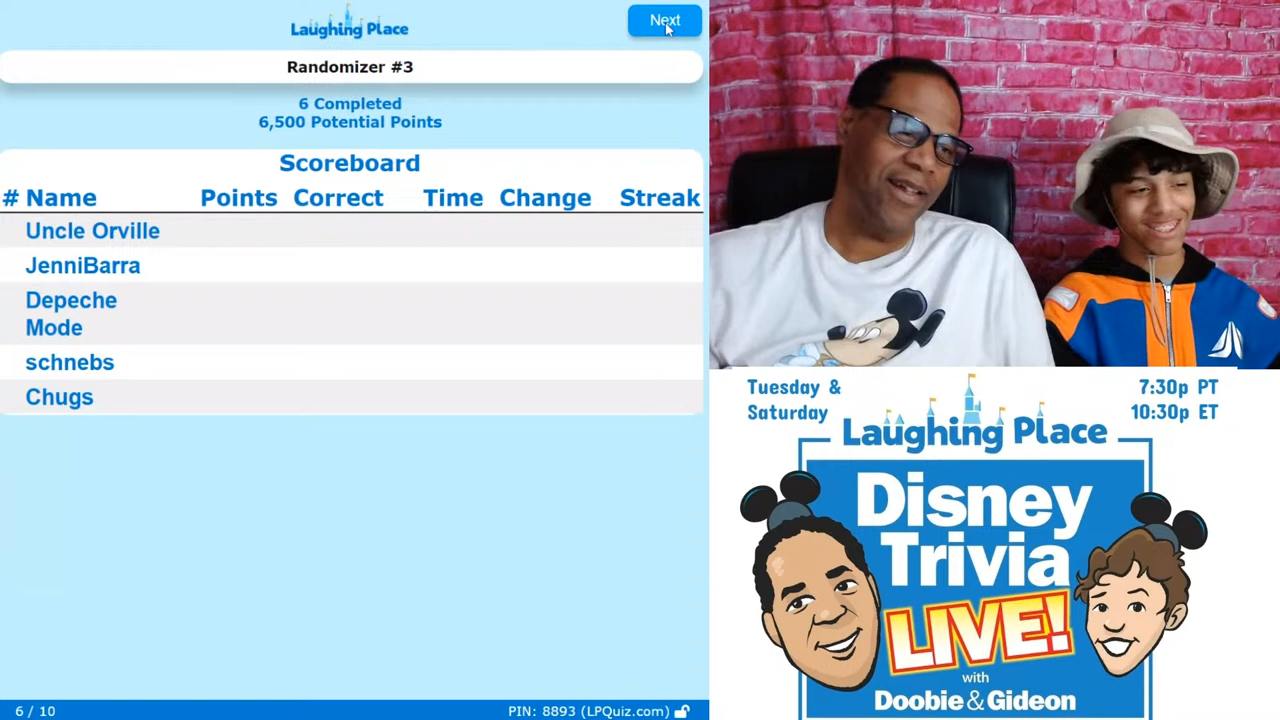 Laughing Place
Next
Randomizer #3
6 Completed
6,500 Potential Points
Scoreboard
# Name Points Correct Time Change Streak
Uncle Orville
JenniBarra
Depeche
Mode
schnebs
Chugs
6 / 10
PIN: 8893 (LPQuiz.com)
Tuesday & 7:30p PT
Saturday 10:30p ET
Laughing Place
Disney
Trivia
LIVE!
with
Doobie & Gideon